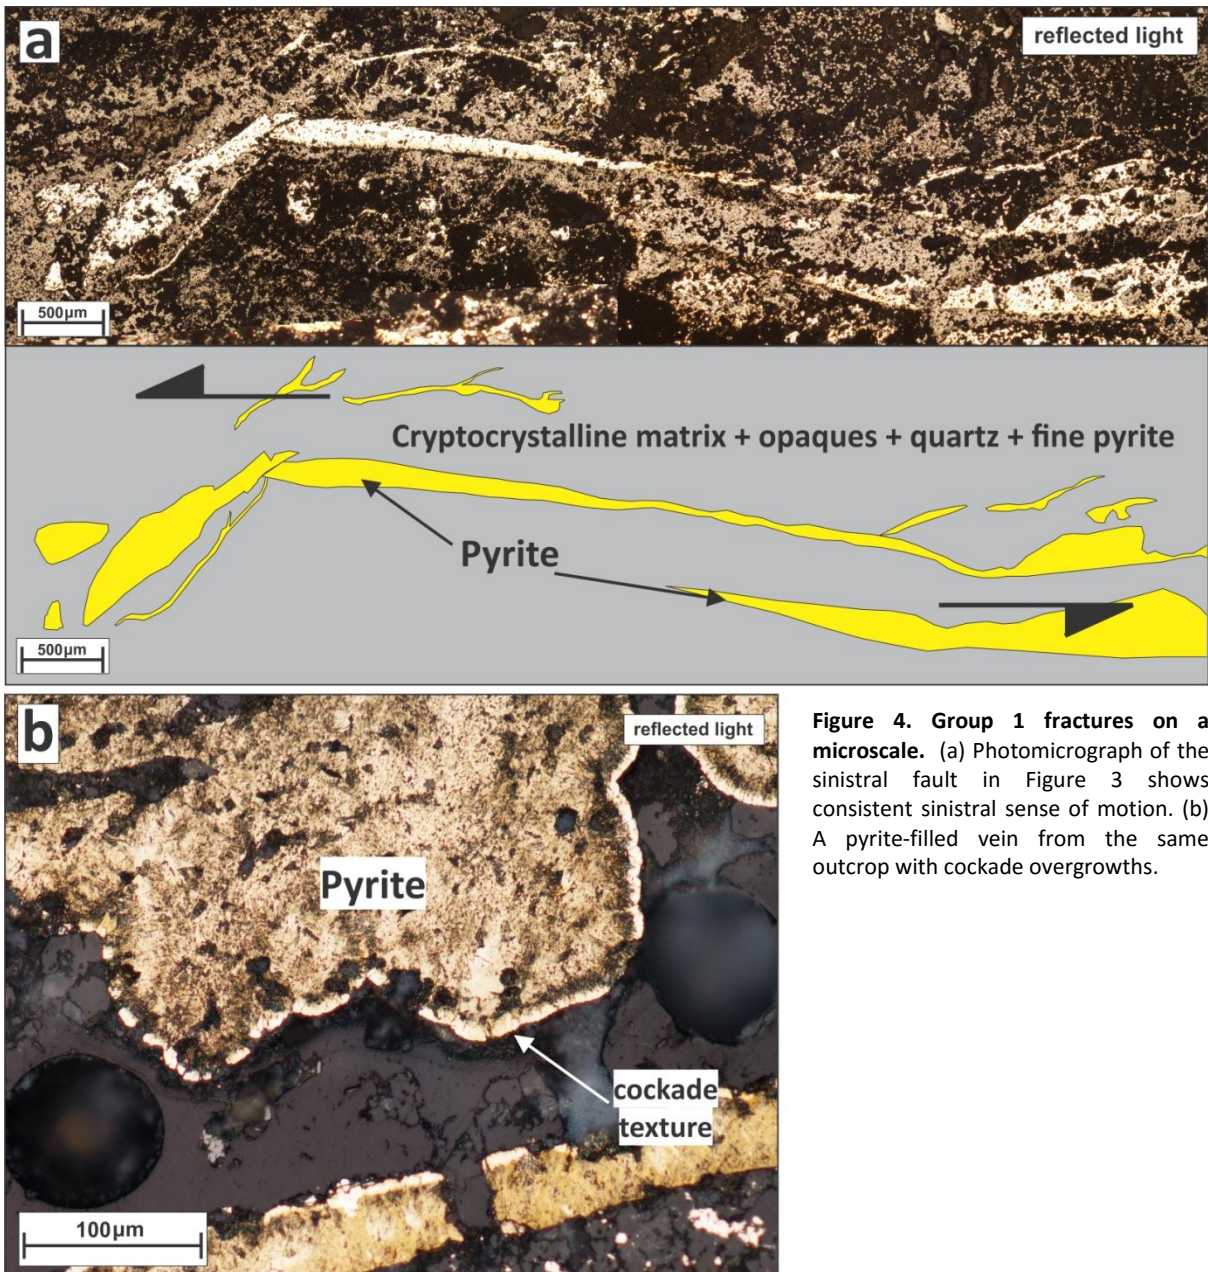 a
reflected light
500µm
Cryptocrystalline matrix + opaques + quartz + fine pyrite
Pyrite
500µm
b
reflected light
Pyrite
cockade
texture
100µm
Figure 4. Group 1 fractures on a
microscale. (a) Photomicrograph of the
sinistral fault in Figure 3 shows
consistent sinistral sense of motion. (b)
A pyrite-filled vein from the same
outcrop with cockade overgrowths.